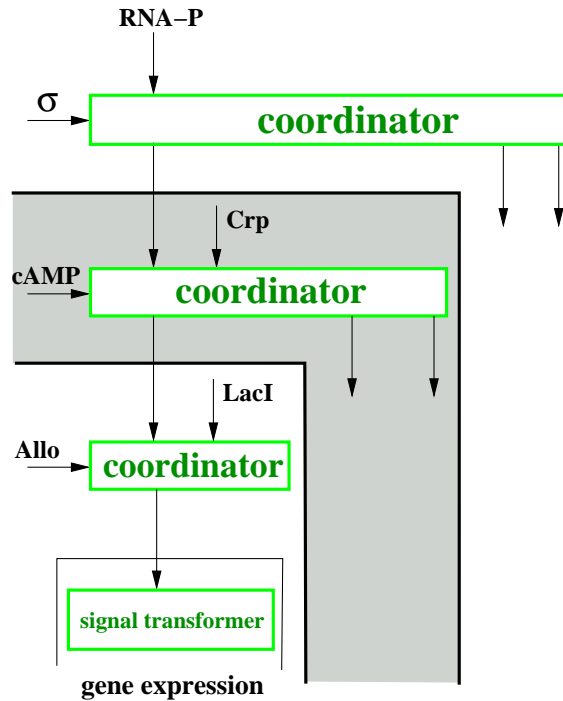 RNA–P
σ
coordinator
Crp
cAMP
coordinator
LacI
Allo
coordinator
signal transformer
gene expression